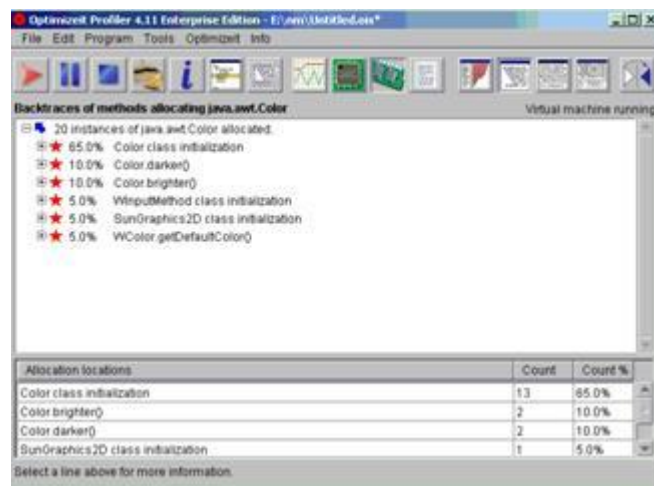 Optimizeit Profiler 4.11 Enterprise Edition - E:\nm\Untitled.ois*
File Edit Program Tools Optimizeit Info
Backtraces of methods allocating java.awt.Color
Virtual machine running
20 instances of java.awt.Color allocated.
65.0% Color class initialization
10.0% Color.darker()
10.0% Color.brighter()
5.0% WInputMethod class initialization
5.0% SunGraphics2D class initialization
5.0% WColor.getDefaultColor()
Allocation locations Count Count %
Color class initialization 13 65.0%
Color.brighter() 2 10.0%
Color.darker() 2 10.0%
SunGraphics2D class initialization 1 5.0%
Select a line above for more information.